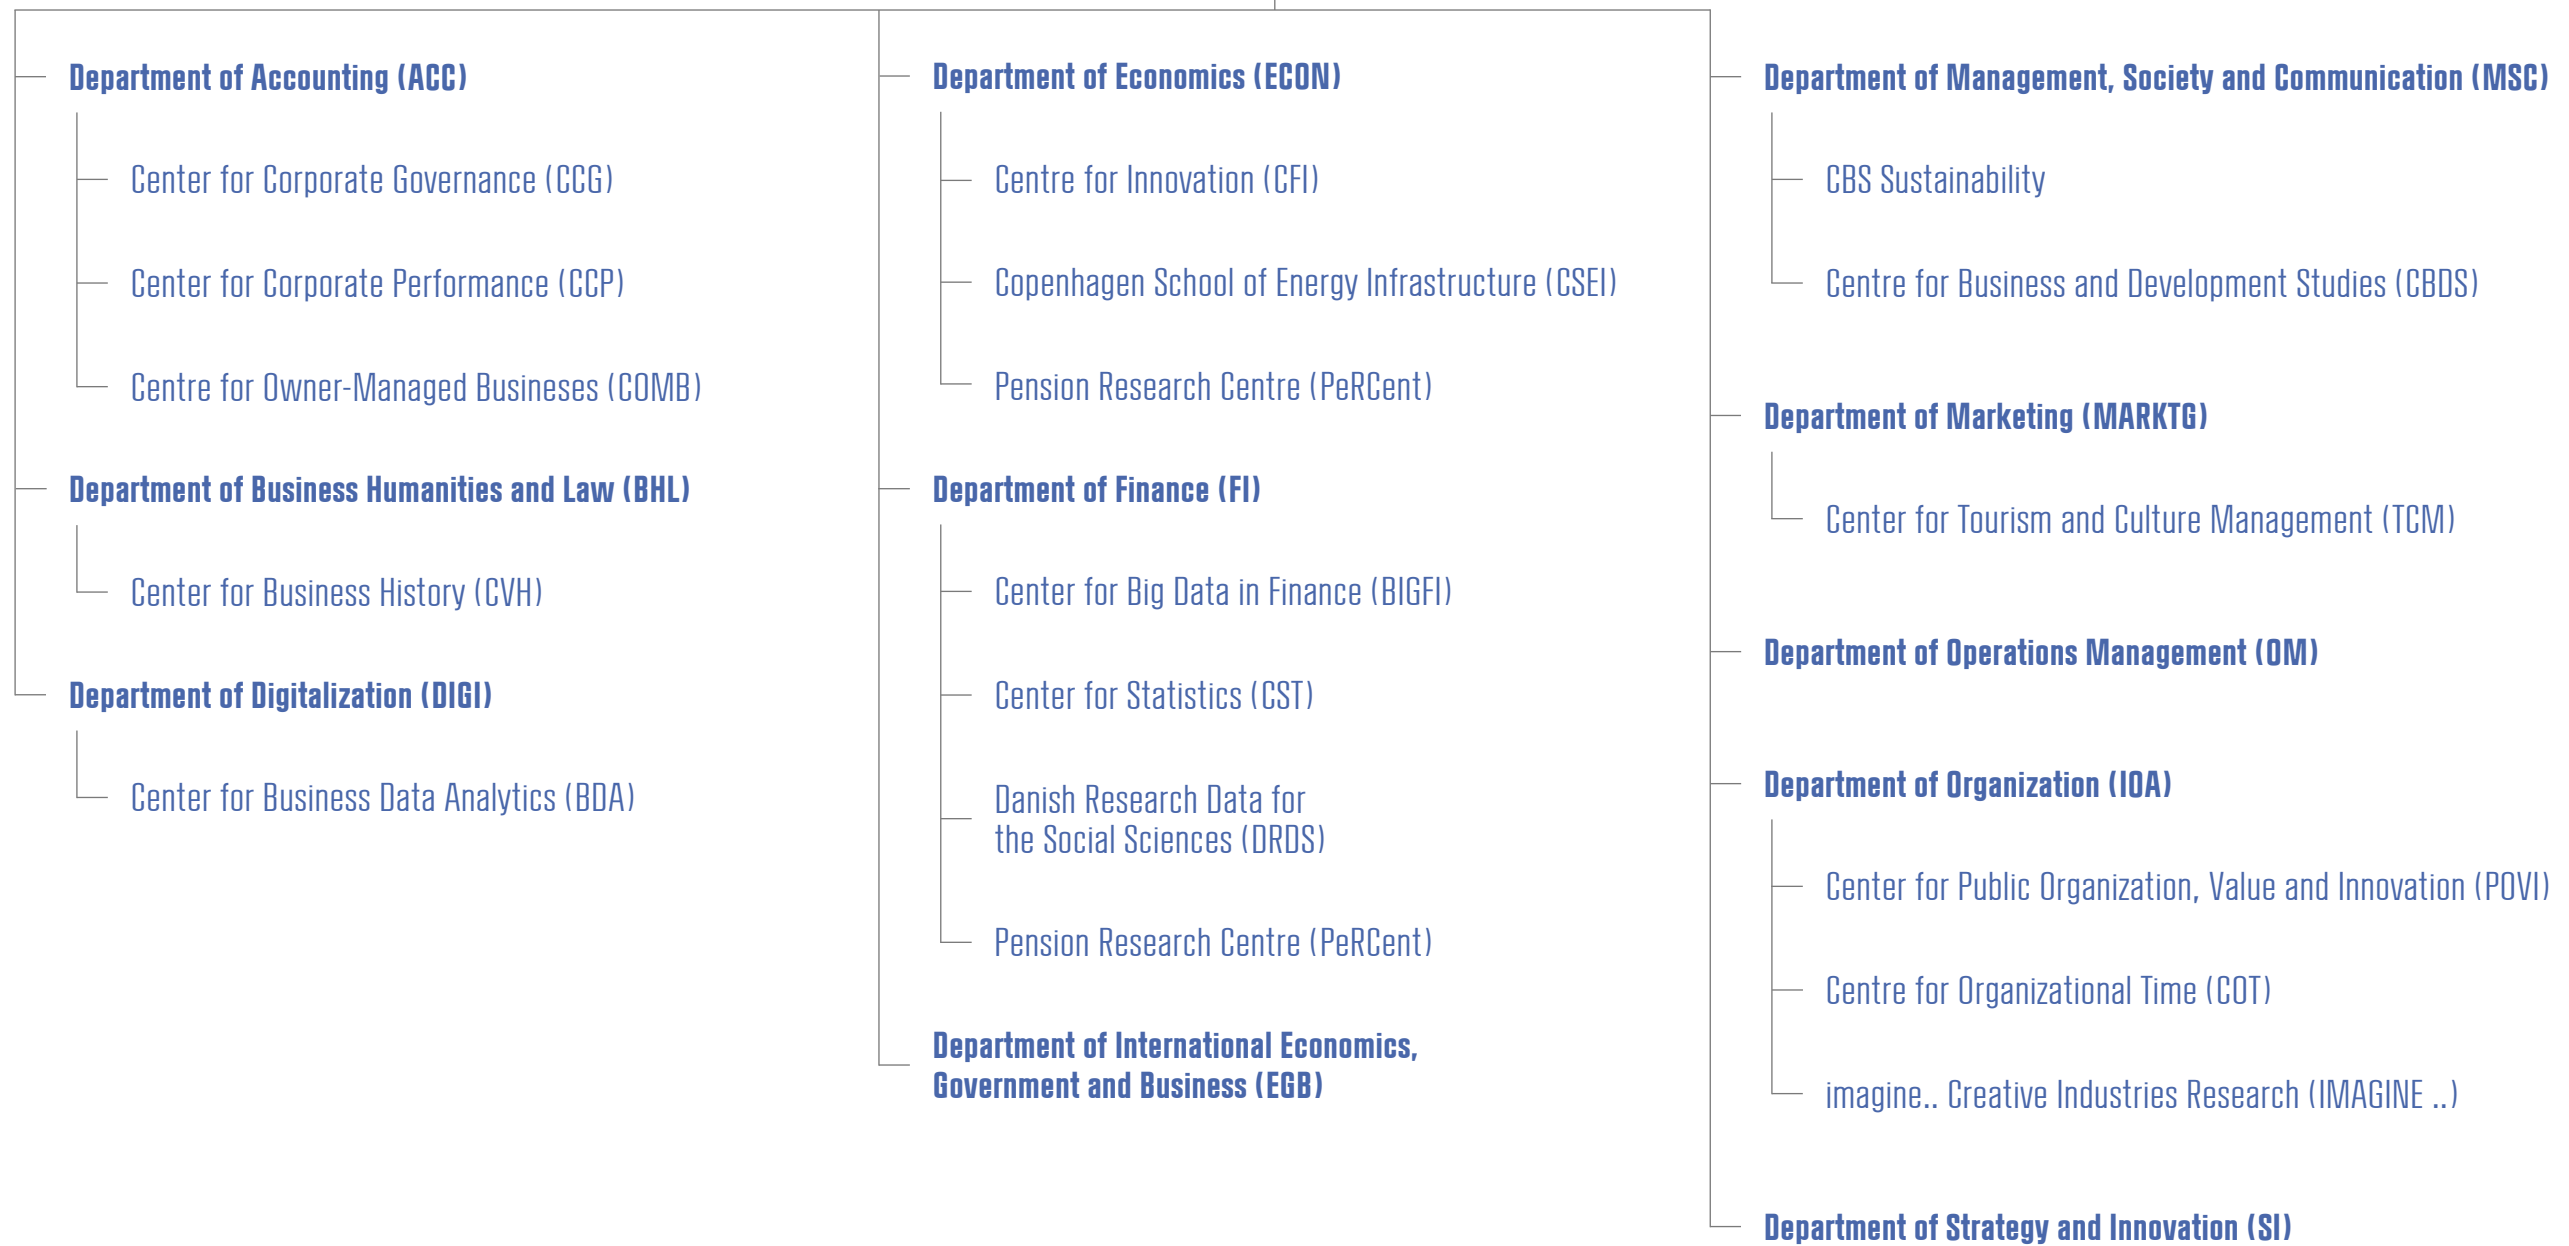 Department of Accounting (ACC)
Center for Corporate Governance (CCG)
Center for Corporate Performance (CCP)
Centre for Owner-Managed Busineses (COMB)
Department of Business Humanities and Law (BHL)
Center for Business History (CVH)
Department of Digitalization (DIGI)
Center for Business Data Analytics (BDA)
Department of Economics (ECON)
Centre for Innovation (CFI)
Copenhagen School of Energy Infrastructure (CSEI)
Pension Research Centre (PeRCent)
Department of Finance (FI)
Center for Big Data in Finance (BIGFI)
Center for Statistics (CST)
Danish Research Data for
the Social Sciences (DRDS)
Pension Research Centre (PeRCent)
Department of International Economics,
Government and Business (EGB)
Department of Management, Society and Communication (MSC)
CBS Sustainability
Centre for Business and Development Studies (CBDS)
Department of Marketing (MARKTG)
Center for Tourism and Culture Management (TCM)
Department of Operations Management (OM)
Department of Organization (IOA)
Center for Public Organization, Value and Innovation (POVI)
Centre for Organizational Time (COT)
imagine.. Creative Industries Research (IMAGINE ..)
Department of Strategy and Innovation (SI)